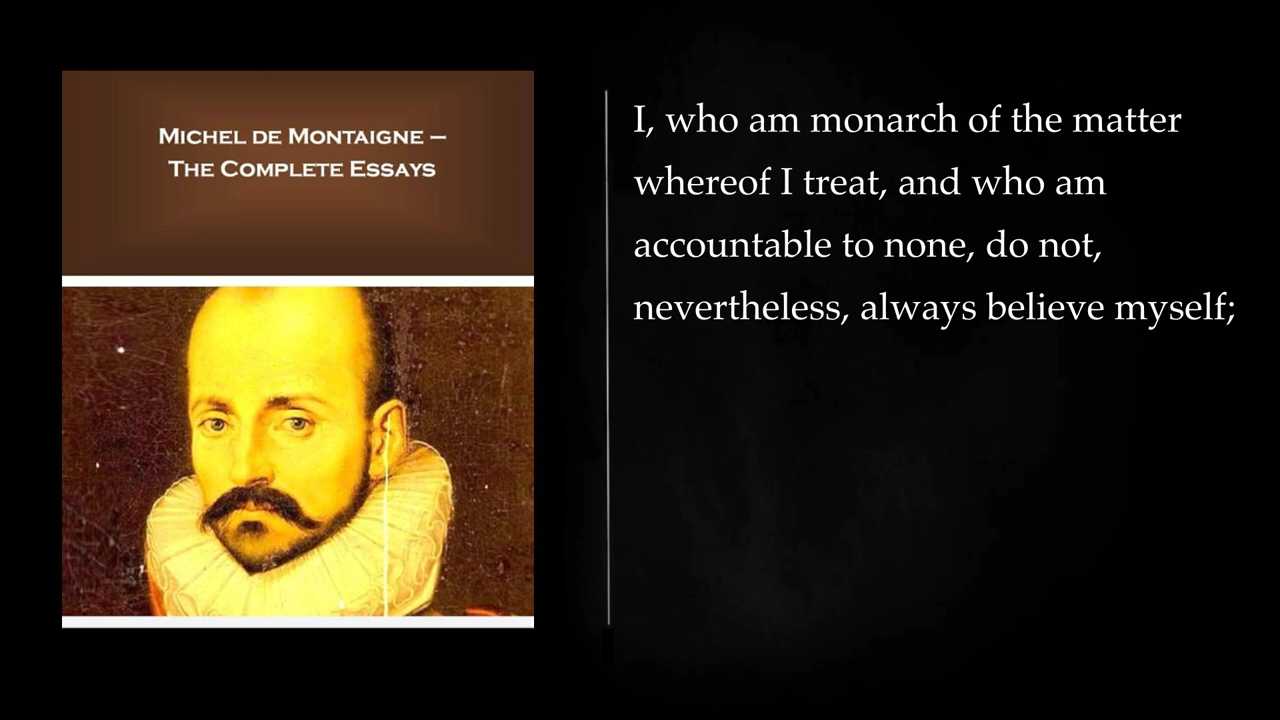 MICHEL DE MONTAIGNE –
THE COMPLETE ESSAYS
I, who am monarch of the matter
whereof I treat, and who am
accountable to none, do not,
nevertheless, always believe myself;